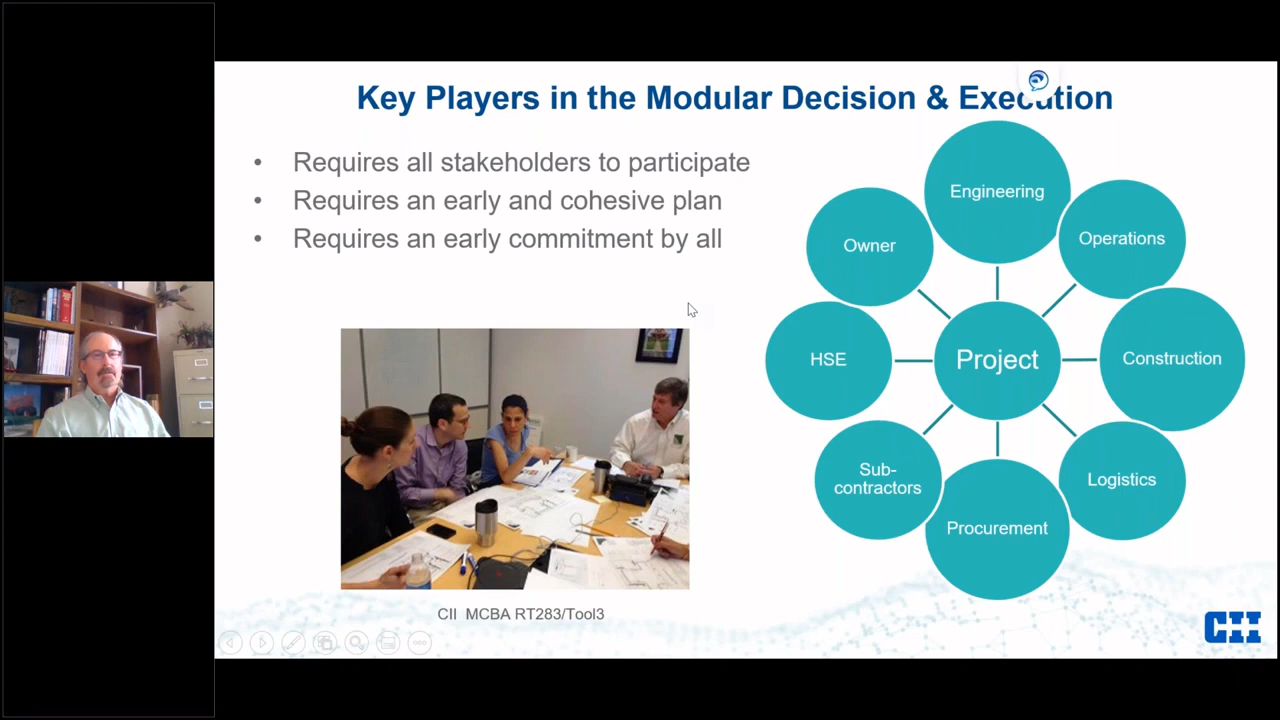 Key Players in the Modular Decision & Execution
• Requires all stakeholders to participate
• Requires an early and cohesive plan
• Requires an early commitment by all
Engineering
Operations
Owner
HSE
Project
Construction
Sub-
contractors
Logistics
Procurement
CII MCBA RT283/Tool3
CII